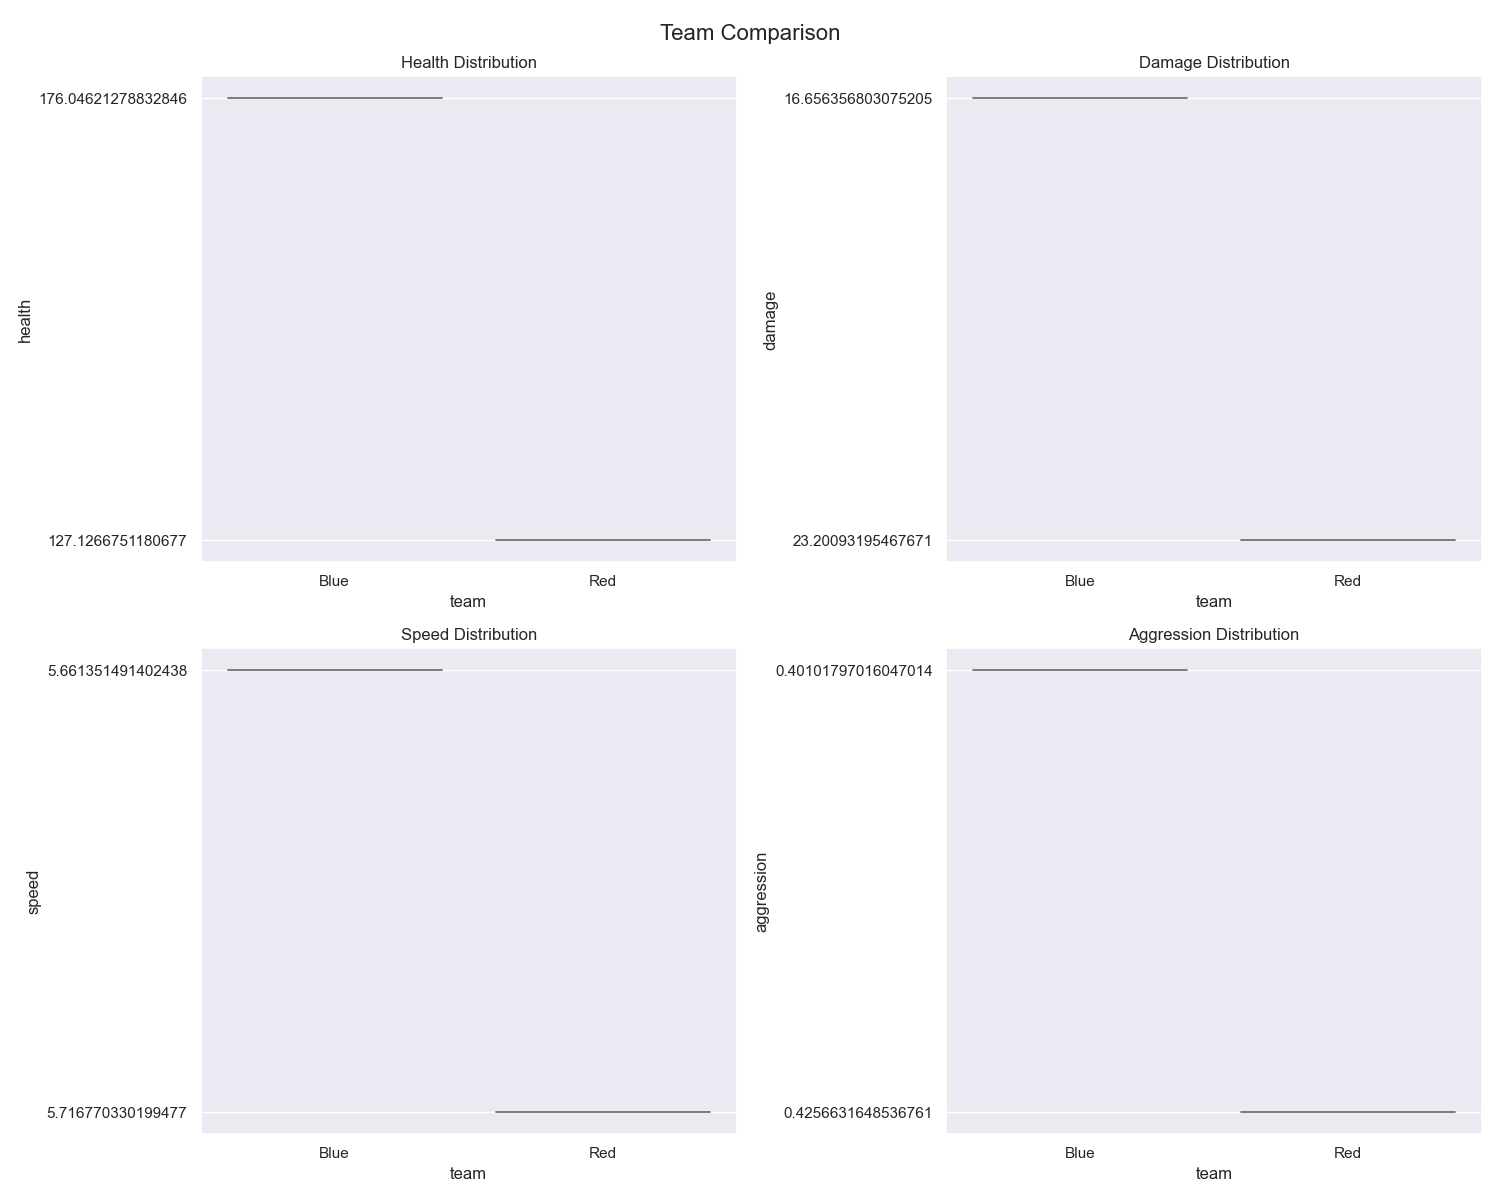 Team Comparison
Health Distribution
176.04621278832846
health
127.1266751180677
Blue
Red
team
Damage Distribution
16.656356803075205
damage
23.20093195467671
Blue
Red
team
Speed Distribution
5.661351491402438
speed
5.716770330199477
Blue
Red
team
Aggression Distribution
0.40101797016047014
aggression
0.4256631648536761
Blue
Red
team